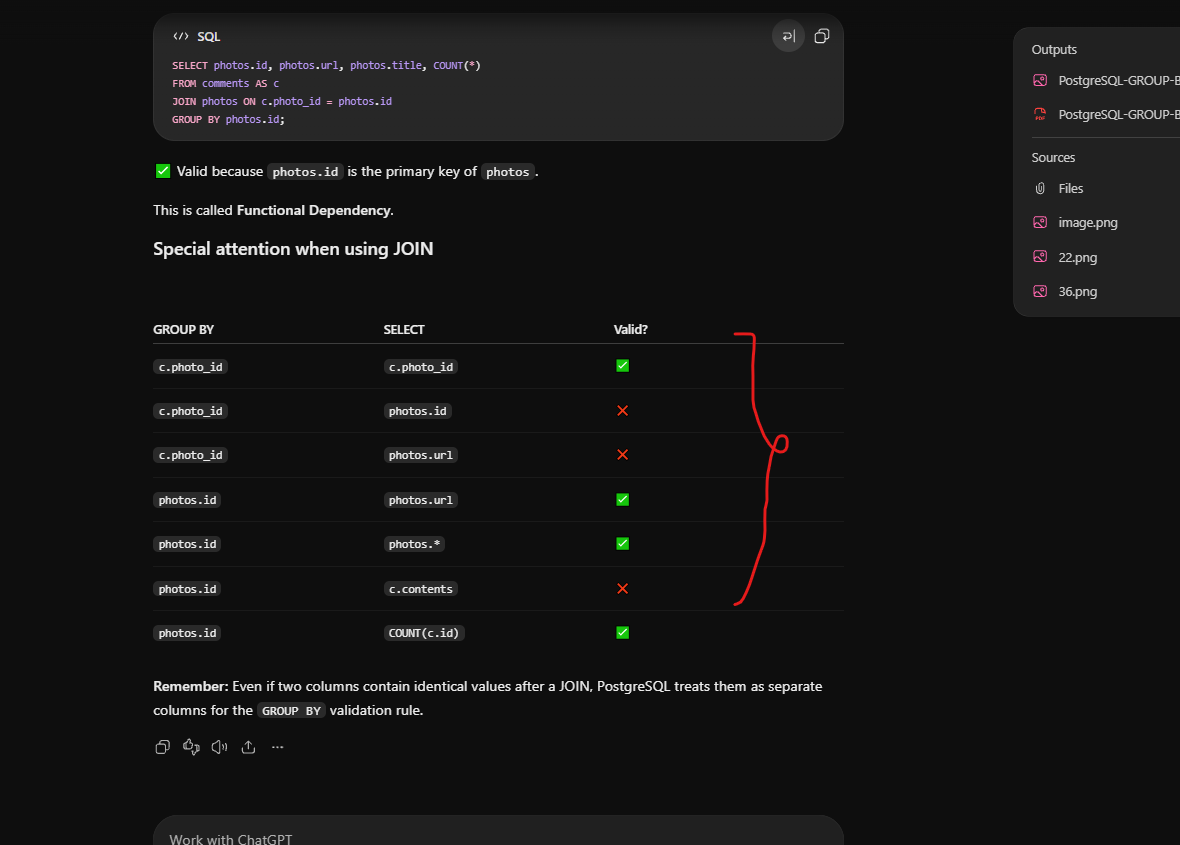 SQL
SELECT photos.id, photos.url, photos.title, COUNT(*)
FROM comments AS c
JOIN photos ON c.photo_id = photos.id
GROUP BY photos.id;
✅ Valid because photos.id is the primary key of photos.
This is called Functional Dependency.
Special attention when using JOIN
GROUP BY SELECT Valid?
c.photo_id c.photo_id ✅
c.photo_id photos.id ❌
c.photo_id photos.url ❌
photos.id photos.url ✅
photos.id photos.* ✅
photos.id c.contents ❌
photos.id COUNT(c.id) ✅
Remember: Even if two columns contain identical values after a JOIN, PostgreSQL treats them as separate
columns for the GROUP BY validation rule.
Work with ChatGPT
Outputs
PostgreSQL-GROUP-B
PostgreSQL-GROUP-B
Sources
Files
image.png
22.png
36.png